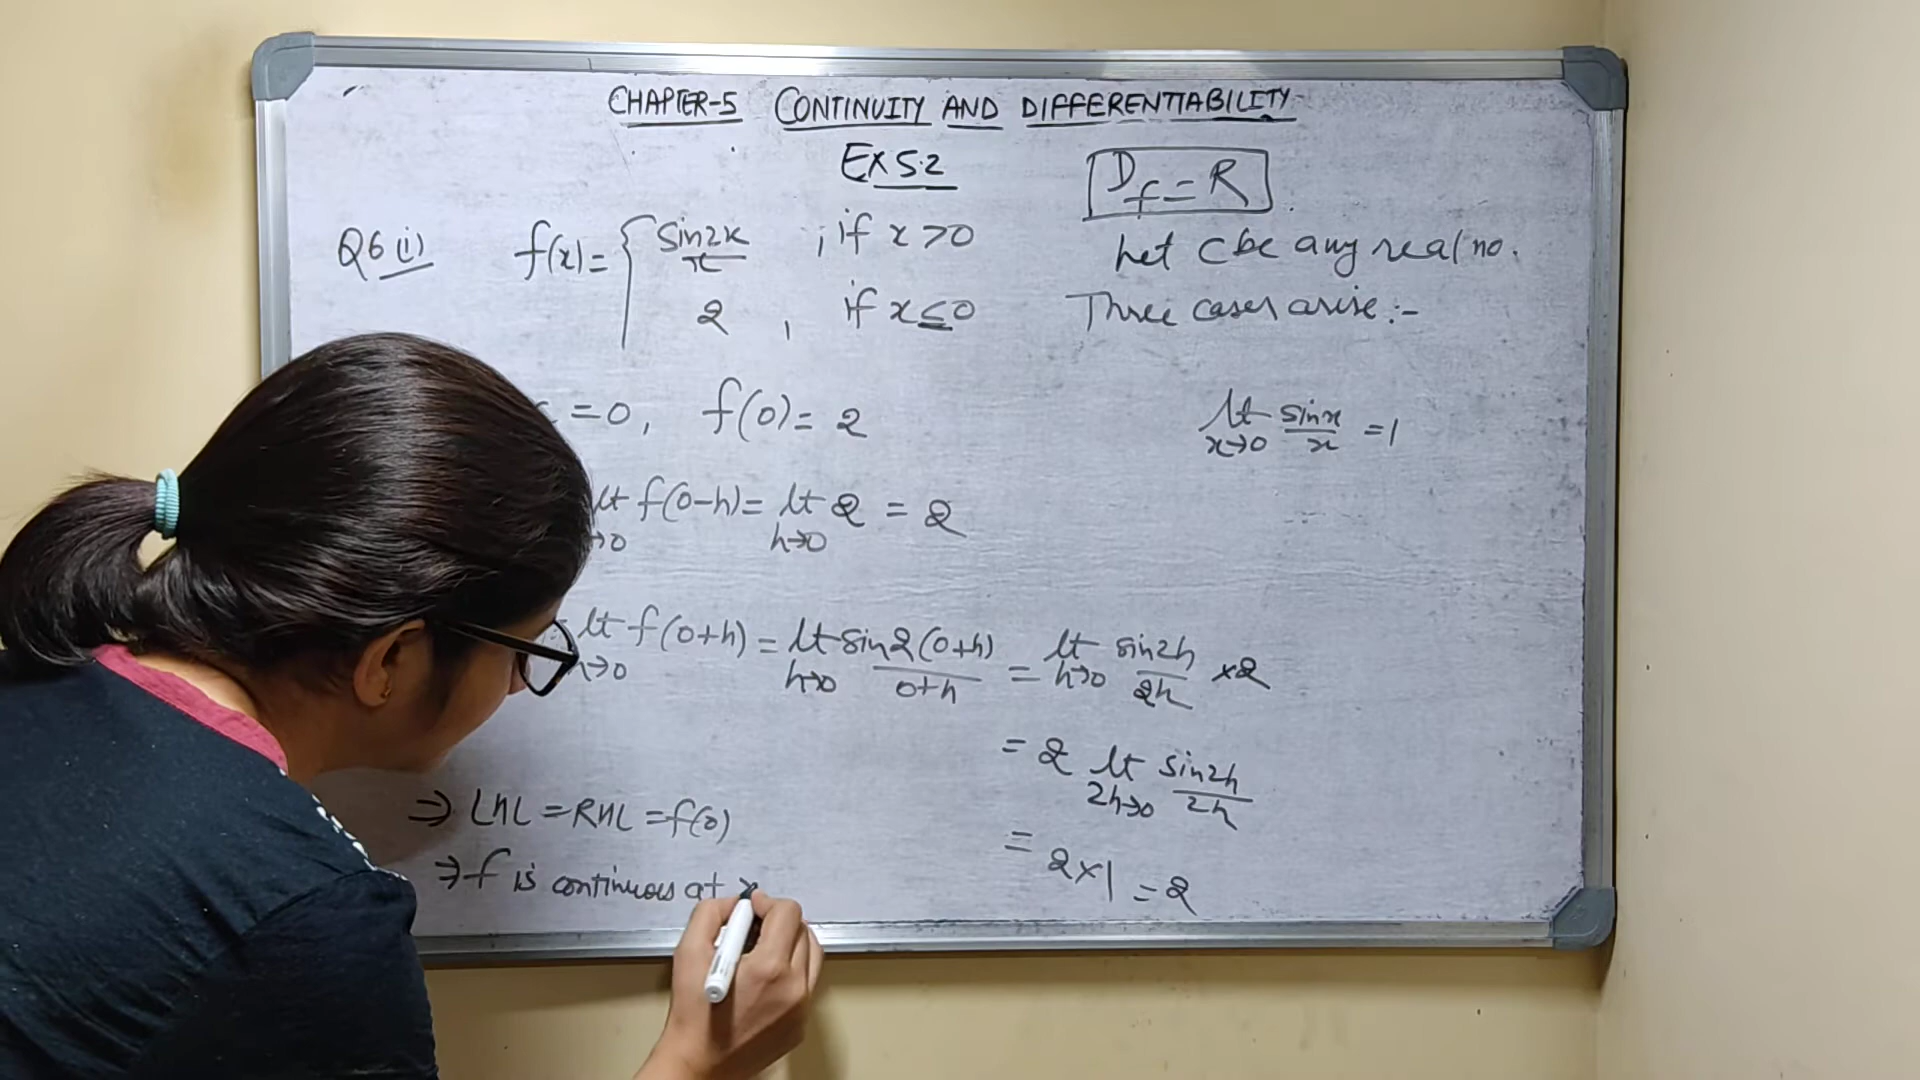 CHAPTER-5 CONTINUITY AND DIFFERENTIABILITY
EX 5.2
D_f = R
Q6 (i) f(x) = { sin2x/x ; if x > 0
2 , if x ≤ 0
Let c be any real no.
Three cases arise :-
= 0, f(0) = 2
lt x→0 sinx/x = 1
lt →0 f(0-h) = lt h→0 2 = 2
= lt h→0 f(0+h) = lt h→0 sin2(0+h)/0+h = lt h→0 sin2h/2h × 2
= 2 lt 2h→0 sin2h/2h
⇒ LHL = RHL = f(0)
= 2×1 = 2
⇒ f is continuous at x